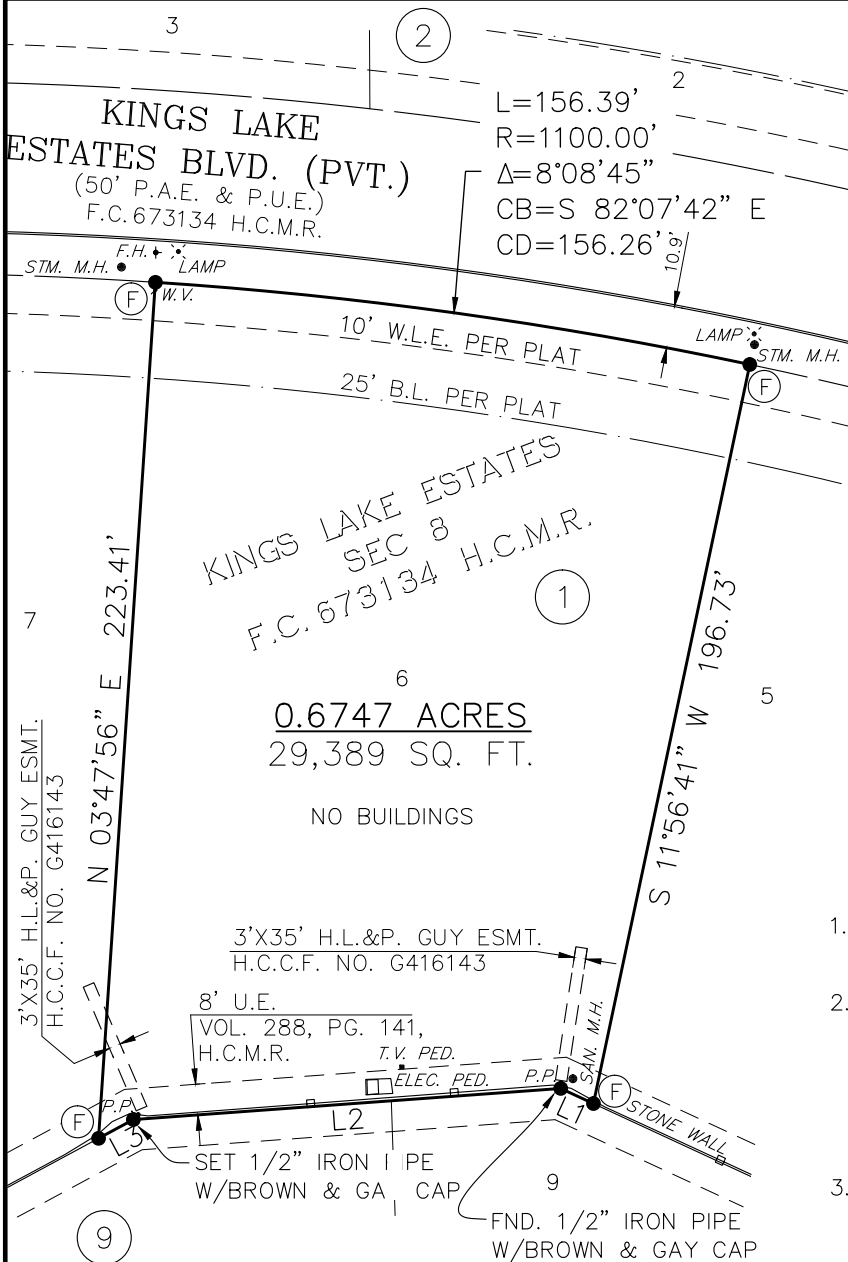 3
2
2
L=156.39'
R=1100.00'
Δ=8°08'45"
CB=S 82°07'42" E
CD=156.26'
KINGS LAKE
ESTATES BLVD. (PVT.)
(50' P.A.E. & P.U.E.)
F.C. 673134 H.C.M.R.
10.9'
F.H.
LAMP
STM. M.H.
F
W.V.
LAMP
STM. M.H.
F
10' W.L.E. PER PLAT
25' B.L. PER PLAT
KINGS LAKE ESTATES
SEC 8
F.C. 673134 H.C.M.R.
1
7
N 03°47'56" E 223.41'
S 11°56'41" W 196.73'
5
6
0.6747 ACRES
29,389 SQ. FT.
NO BUILDINGS
3'X35' H.L.&P. GUY ESMT.
H.C.C.F. NO. G416143
3'X35' H.L.&P. GUY ESMT.
H.C.C.F. NO. G416143
1.
2.
8' U.E.
VOL. 288, PG. 141,
H.C.M.R.
T.V. PED.
ELEC. PED.
P.P.
SAN. M.H.
F
STONE WALL
P.P.
F
L3
L2
L1
SET 1/2" IRON PIPE
W/BROWN & GA CAP
9
3.
FND. 1/2" IRON PIPE
W/BROWN & GAY CAP
9